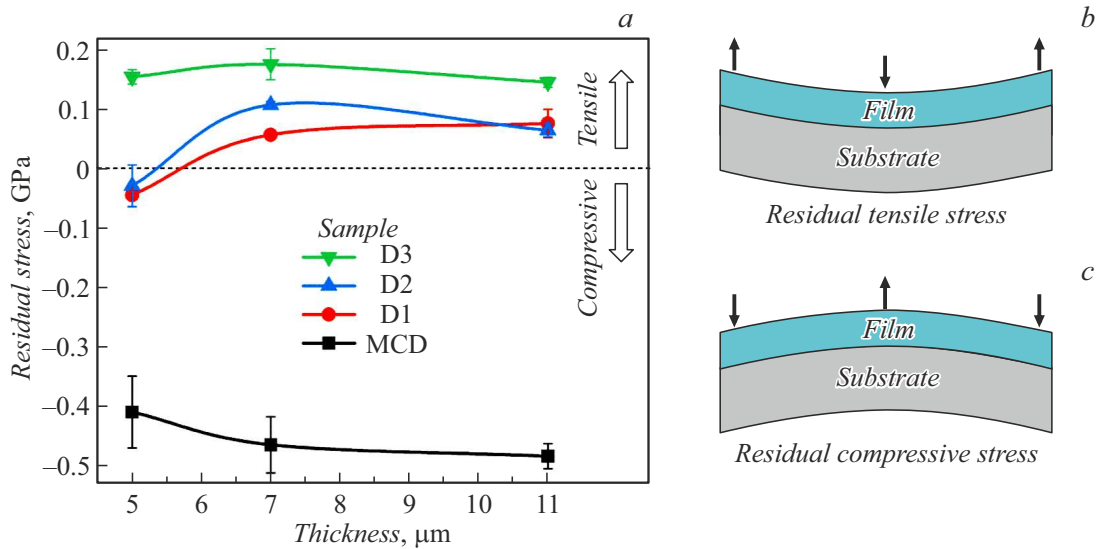 a
0.2
0.1
0
–0.1
–0.2
–0.3
–0.4
–0.5
Residual stress, GPa
Tensile
Compressive
Sample
D3
D2
D1
MCD
5 6 7 8 9 10 11
Thickness, μm
b
Film
Substrate
Residual tensile stress
c
Film
Substrate
Residual compressive stress